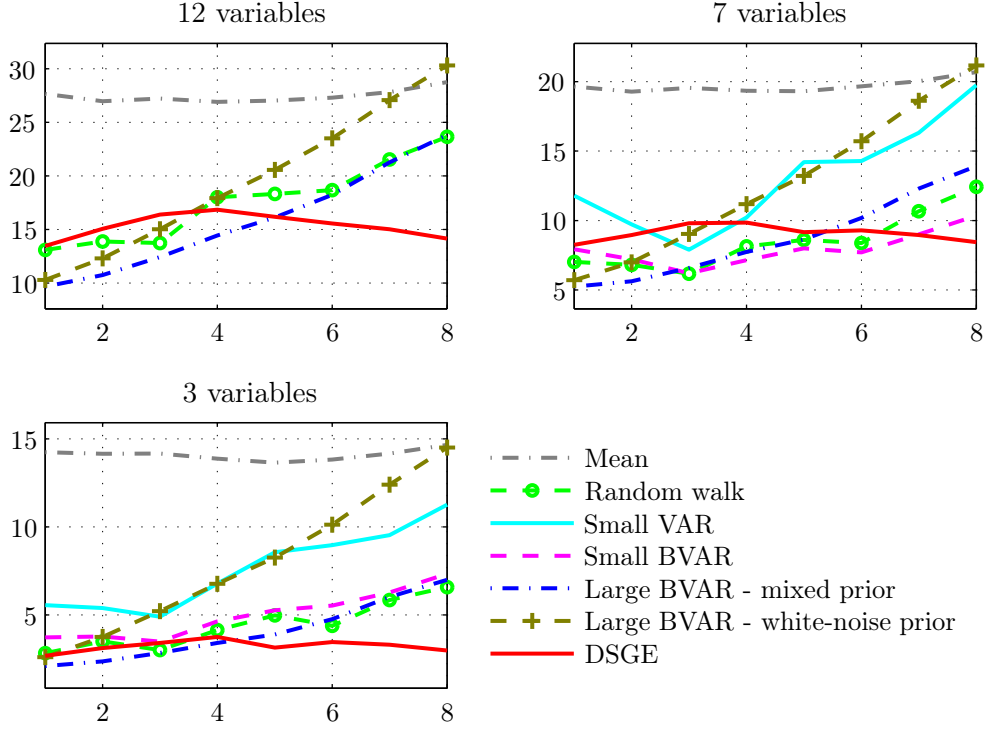 12 variables
7 variables
30
25
20
15
10
2 4 6 8
20
15
10
5
2 4 6 8
3 variables
15
10
5
2 4 6 8
Mean
Random walk
Small VAR
Small BVAR
Large BVAR - mixed prior
Large BVAR - white-noise prior
DSGE